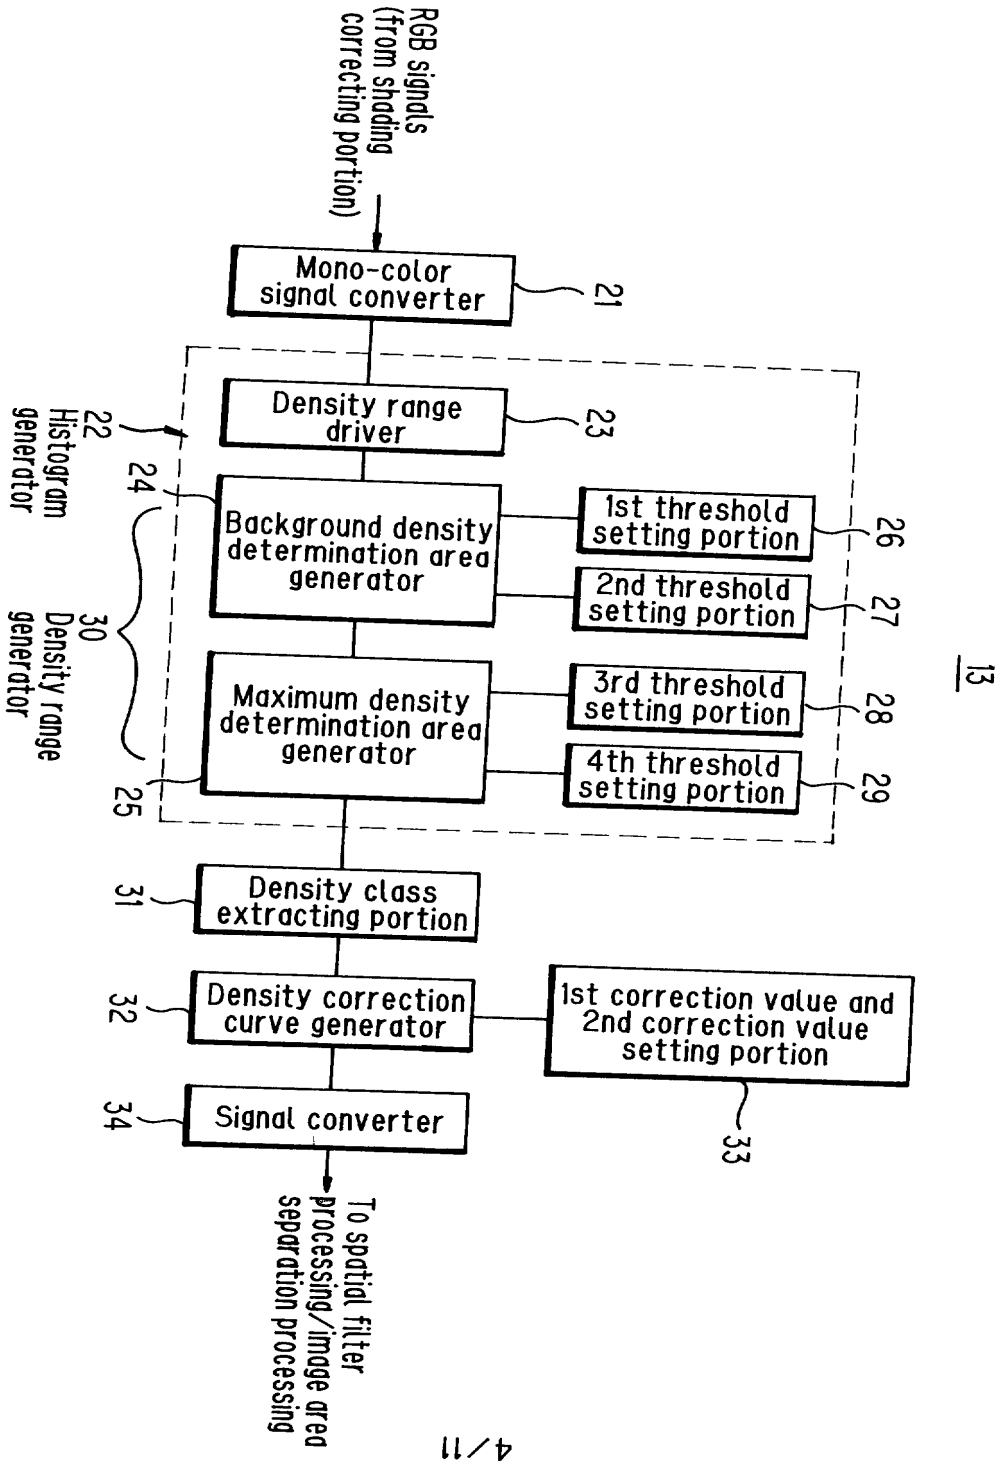 13
RGB signals
(from shading
correcting portion)
Mono-color
signal converter
21
22
Histogram
generator
Density range
driver
23
24
Background density
determination area
generator
1st threshold
setting portion
26
2nd threshold
setting portion
27
30
Density range
generator
Maximum density
determination area
generator
25
3rd threshold
setting portion
28
4th threshold
setting portion
29
31
Density class
extracting portion
32
Density correction
curve generator
1st correction value and
2nd correction value
setting portion
33
34
Signal converter
To spatial filter
processing/image area
separation processing
4/11